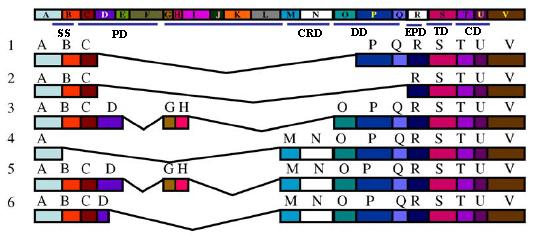 A B C D E F G H I J K L M N O P Q R S T U V
SS PD CRD DD EPD TD CD
1 A B C P Q R S T U V
2 A B C R S T U V
3 A B C D G H O P Q R S T U V
4 A M N O P Q R S T U V
5 A B C D G H M N O P Q R S T U V
6 A B C D M N O P Q R S T U V